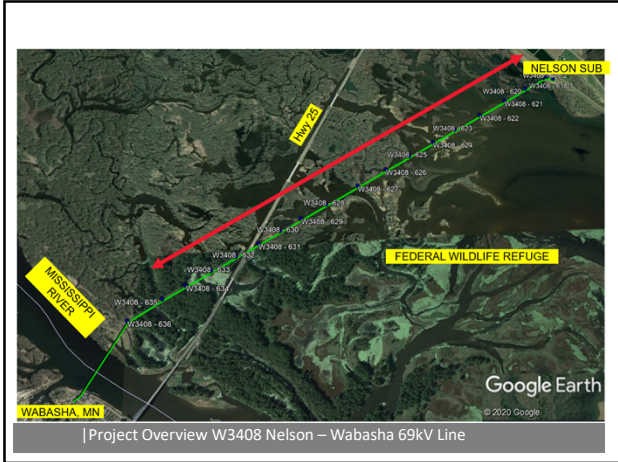 NELSON SUB
W3408 - 620
W3408 - 621
W3408 - 622
W3408 - 623
W3408 - 624
W3408 - 625
W3408 - 626
W3408 - 627
W3408 - 628
W3408 - 629
W3408 - 630
W3408 - 631
W3408 - 632
W3408 - 633
W3408 - 634
W3408 - 635
W3408 - 636
Hwy 25
FEDERAL WILDLIFE REFUGE
MISSISSIPPI
RIVER
WABASHA, MN
Google Earth
© 2020 Google
|Project Overview W3408 Nelson – Wabasha 69kV Line